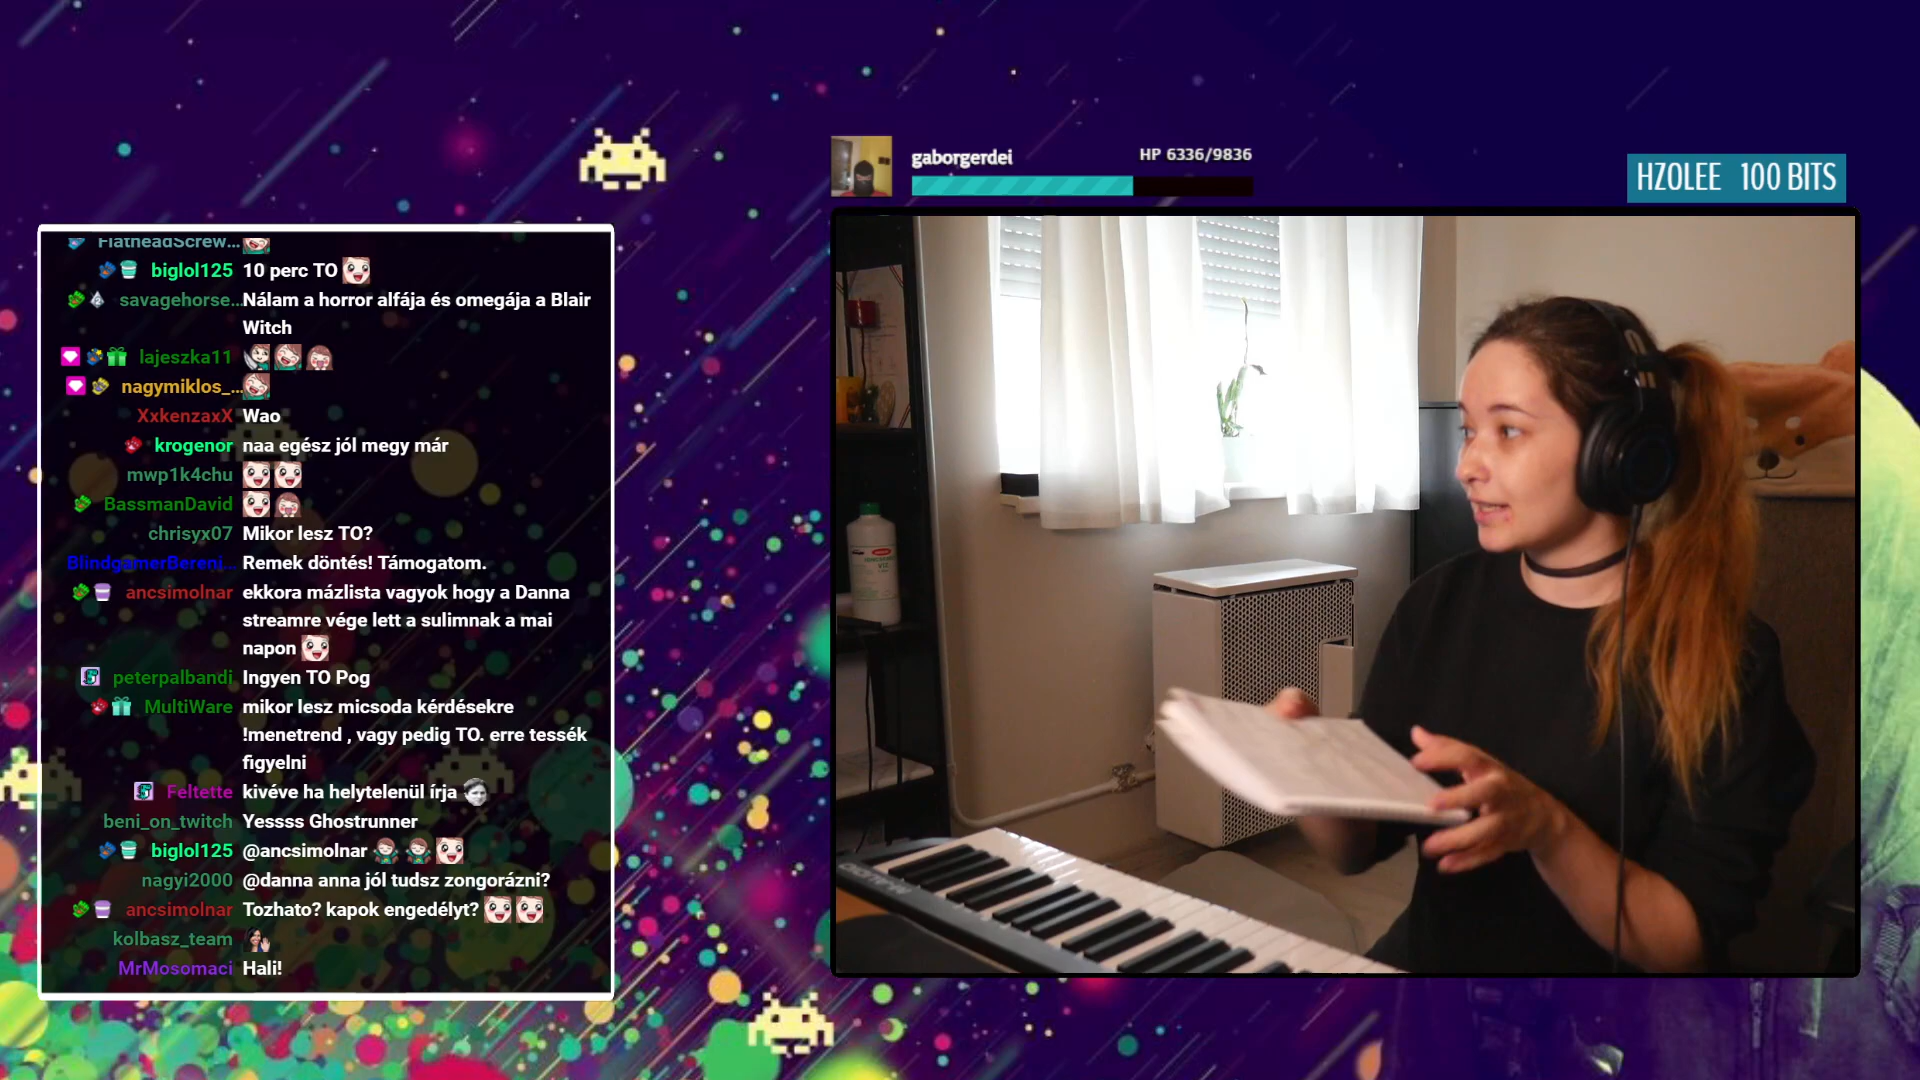 gaborgerdei HP 6336/9836
HZOLEE 100 BITS
FlatheadScrew...
biglol125 10 perc TO
savagehorse... Nálam a horror alfája és omegája a Blair
Witch
lajeszka11
nagymiklos_...
XxkenzaxX Wao
krogenor naa egész jól megy már
mwp1k4chu
BassmanDavid
chrisyx07 Mikor lesz TO?
BlindgamerBerenj... Remek döntés! Támogatom.
ancsimolnar ekkora mázlista vagyok hogy a Danna
streamre vége lett a sulimnak a mai
napon
peterpalbandi Ingyen TO Pog
MultiWare mikor lesz micsoda kérdésekre
!menetrend , vagy pedig TO. erre tessék
figyelni
Feltette kivéve ha helytelenül írja
beni_on_twitch Yessss Ghostrunner
biglol125 @ancsimolnar
nagyi2000 @danna anna jól tudsz zongorázni?
ancsimolnar Tozhato? kapok engedélyt?
kolbasz_team
MrMosomaci Hali!